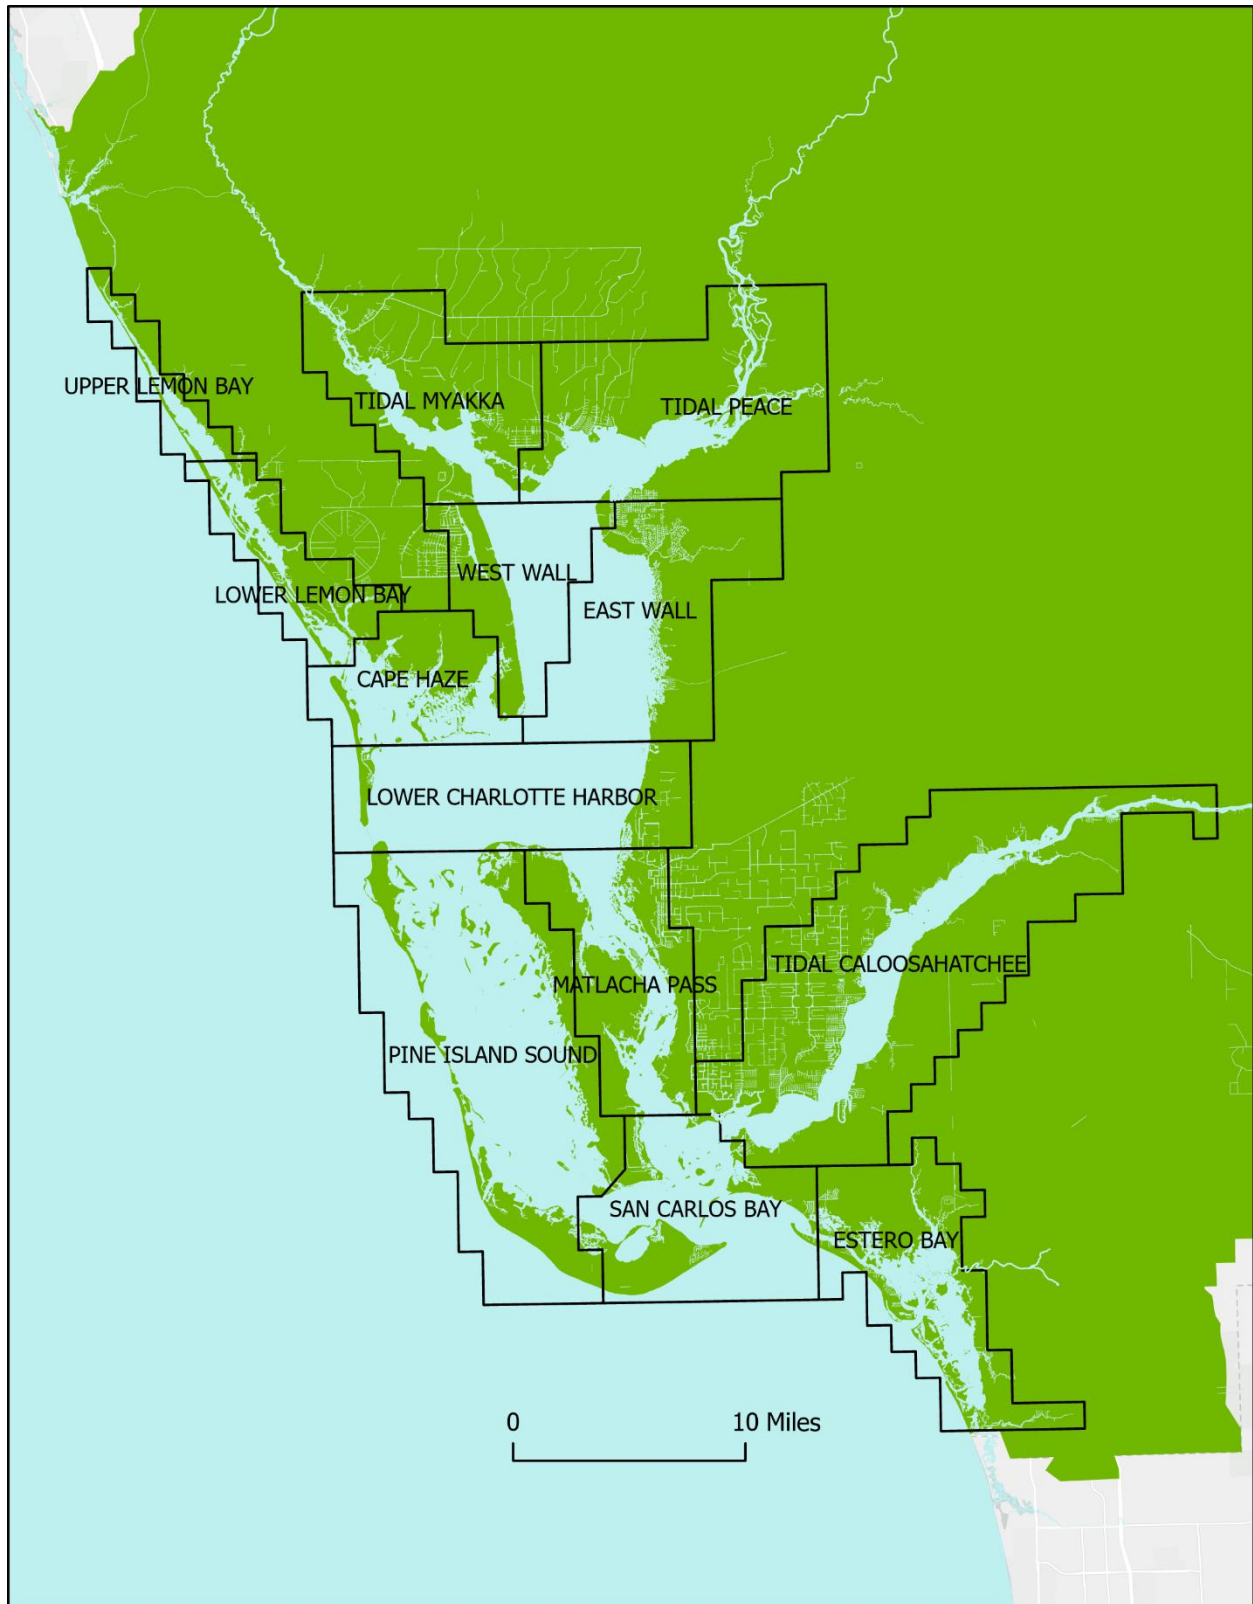 UPPER LEMON BAY
TIDAL MYAKKA
TIDAL PEACE
WEST WALL
LOWER LEMON BAY
EAST WALL
CAPE HAZE
LOWER CHARLOTTE HARBOR
TIDAL CALOOSAHATCHEE
MATLACHA PASS
PINE ISLAND SOUND
SAN CARLOS BAY
ESTERO BAY
0 10 Miles